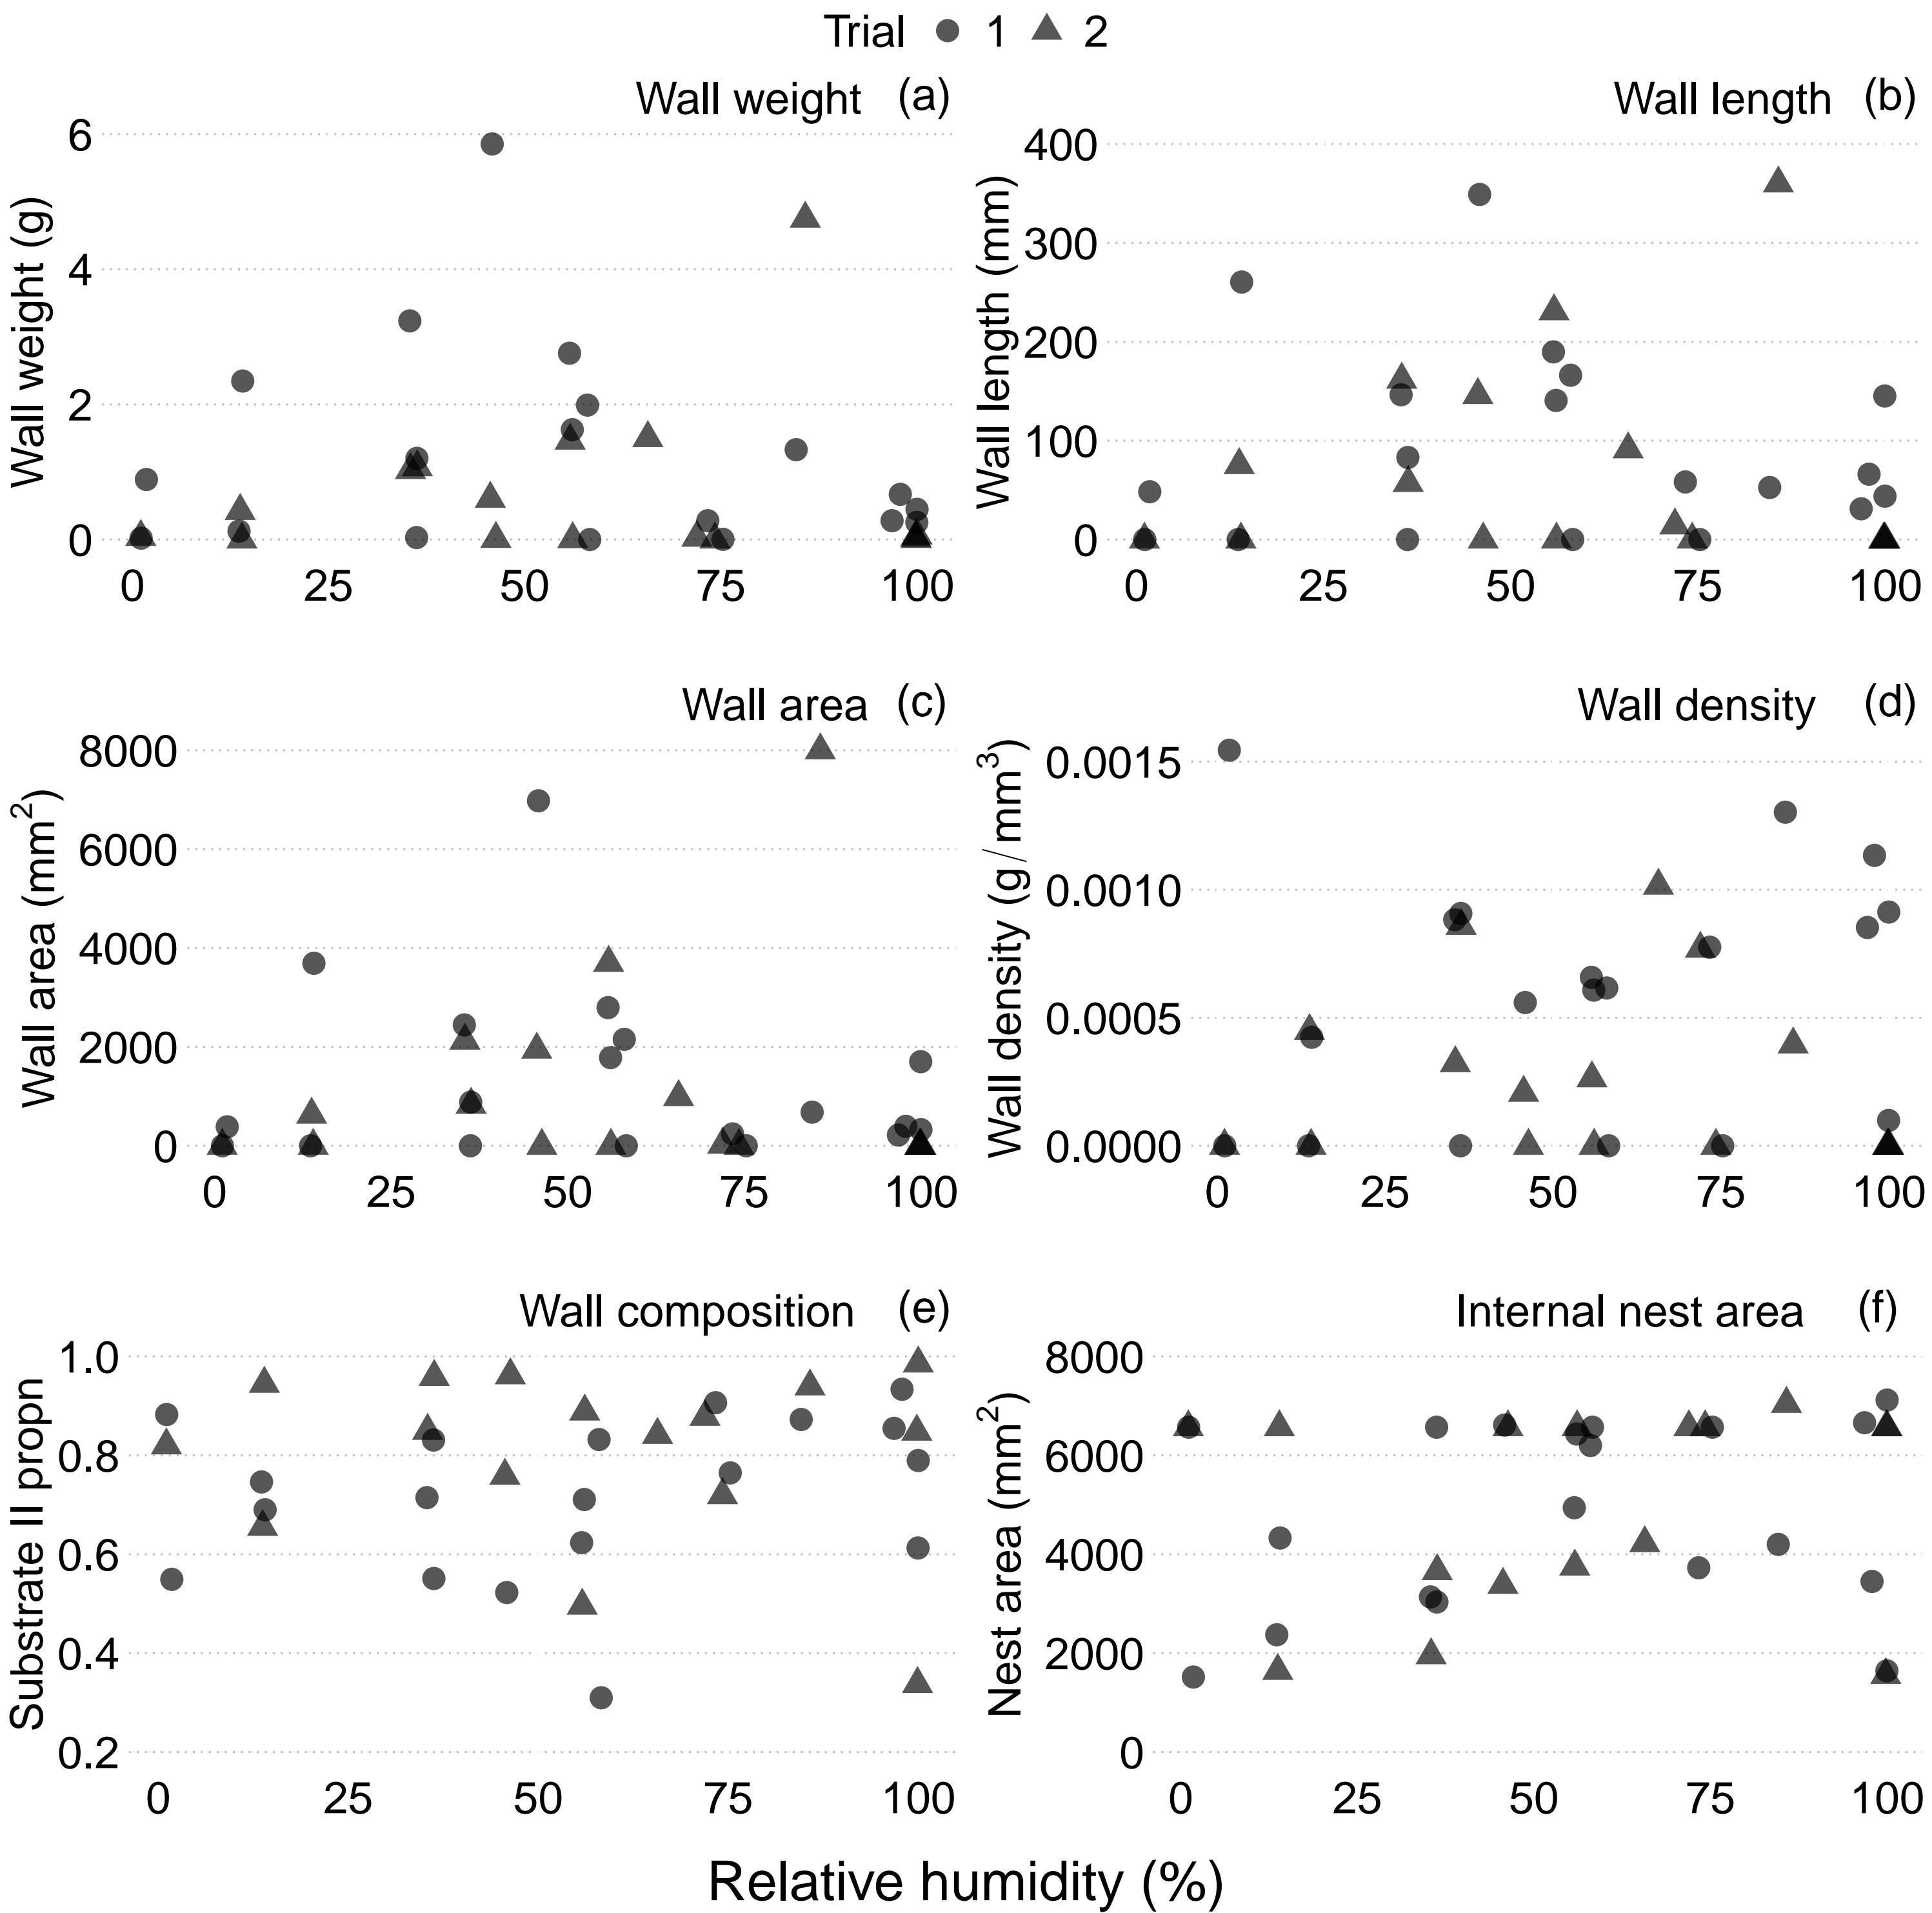 Trial 1 2
Wall weight (a)
Wall weight (g)
6
4
2
0
0 25 50 75 100
Wall length (b)
Wall length (mm)
400
300
200
100
0
0 25 50 75 100
Wall area (c)
Wall area (mm²)
8000
6000
4000
2000
0
0 25 50 75 100
Wall density (d)
Wall density (g/mm³)
0.0015
0.0010
0.0005
0.0000
0 25 50 75 100
Wall composition (e)
Substrate II propn
1.0
0.8
0.6
0.4
0.2
0 25 50 75 100
Internal nest area (f)
Nest area (mm²)
8000
6000
4000
2000
0
0 25 50 75 100
Relative humidity (%)